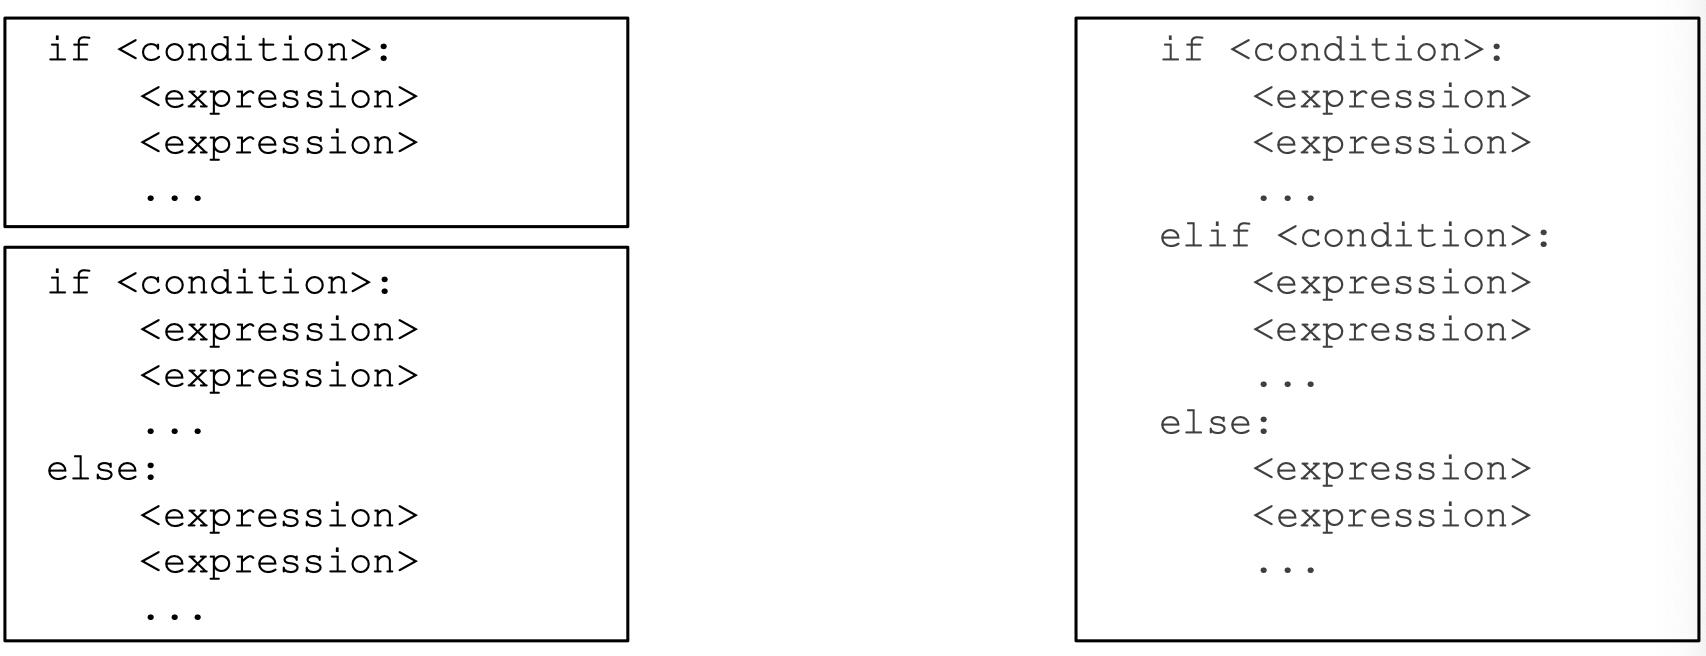 if <condition>:
    <expression>
    <expression>
    ...
if <condition>:
    <expression>
    <expression>
    ...
else:
    <expression>
    <expression>
    ...
if <condition>:
    <expression>
    <expression>
    ...
elif <condition>:
    <expression>
    <expression>
    ...
else:
    <expression>
    <expression>
    ...